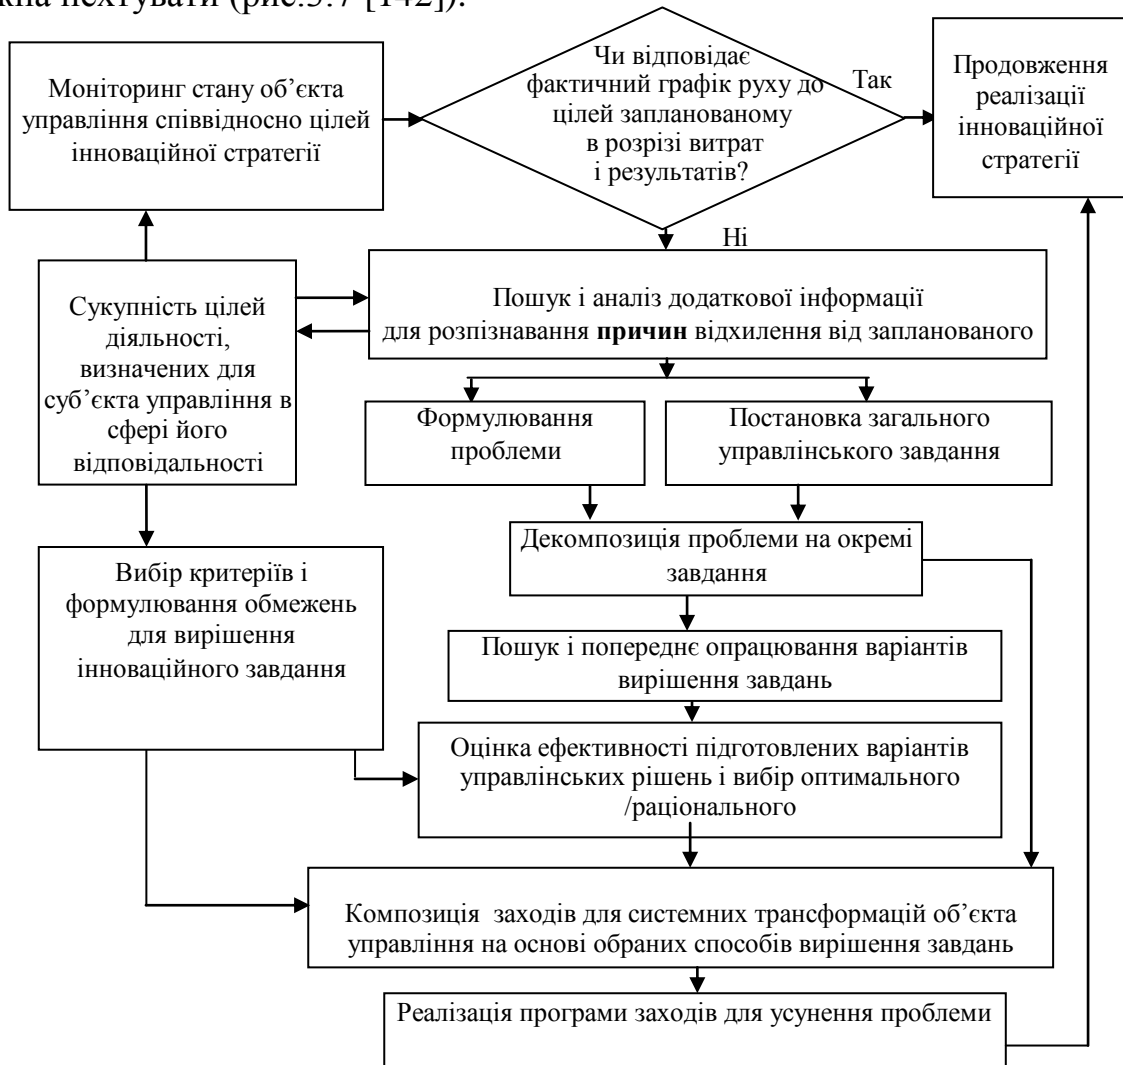 нехтувати (рис.3.7 [142]).
Моніторинг стану об’єкта
управління співвідносно цілей
інноваційної стратегії
Чи відповідає
фактичний графік руху до
цілей запланованому
в розрізі витрат
і результатів?
Так
Продовження
реалізації
інноваційної
стратегії
Ні
Сукупність цілей
діяльності,
визначених для
суб’єкта управління в
сфері його
відповідальності
Пошук і аналіз додаткової інформації
для розпізнавання причин відхилення від запланованого
Формулювання
проблеми
Постановка загального
управлінського завдання
Декомпозиція проблеми на окремі
завдання
Вибір критеріїв і
формулювання обмежень
для вирішення
інноваційного завдання
Пошук і попереднє опрацювання варіантів
вирішення завдань
Оцінка ефективності підготовлених варіантів
управлінських рішень і вибір оптимального
/раціонального
Композиція заходів для системних трансформацій об’єкта
управління на основі обраних способів вирішення завдань
Реалізація програми заходів для усунення проблеми